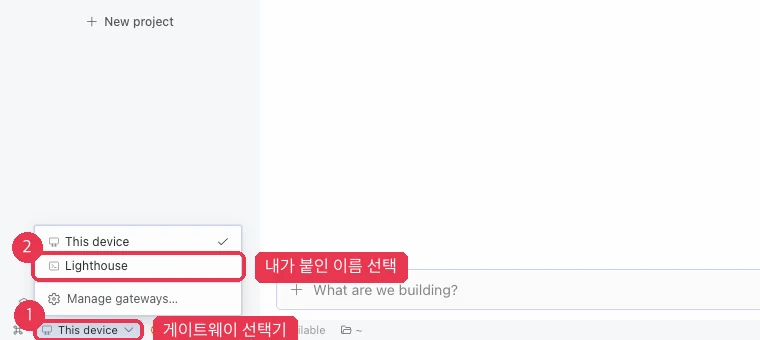 + New project
This device
2
Lighthouse
내가 붙인 이름 선택
+ What are we building?
Manage gateways...
1
This device
게이트웨이 선택기
~